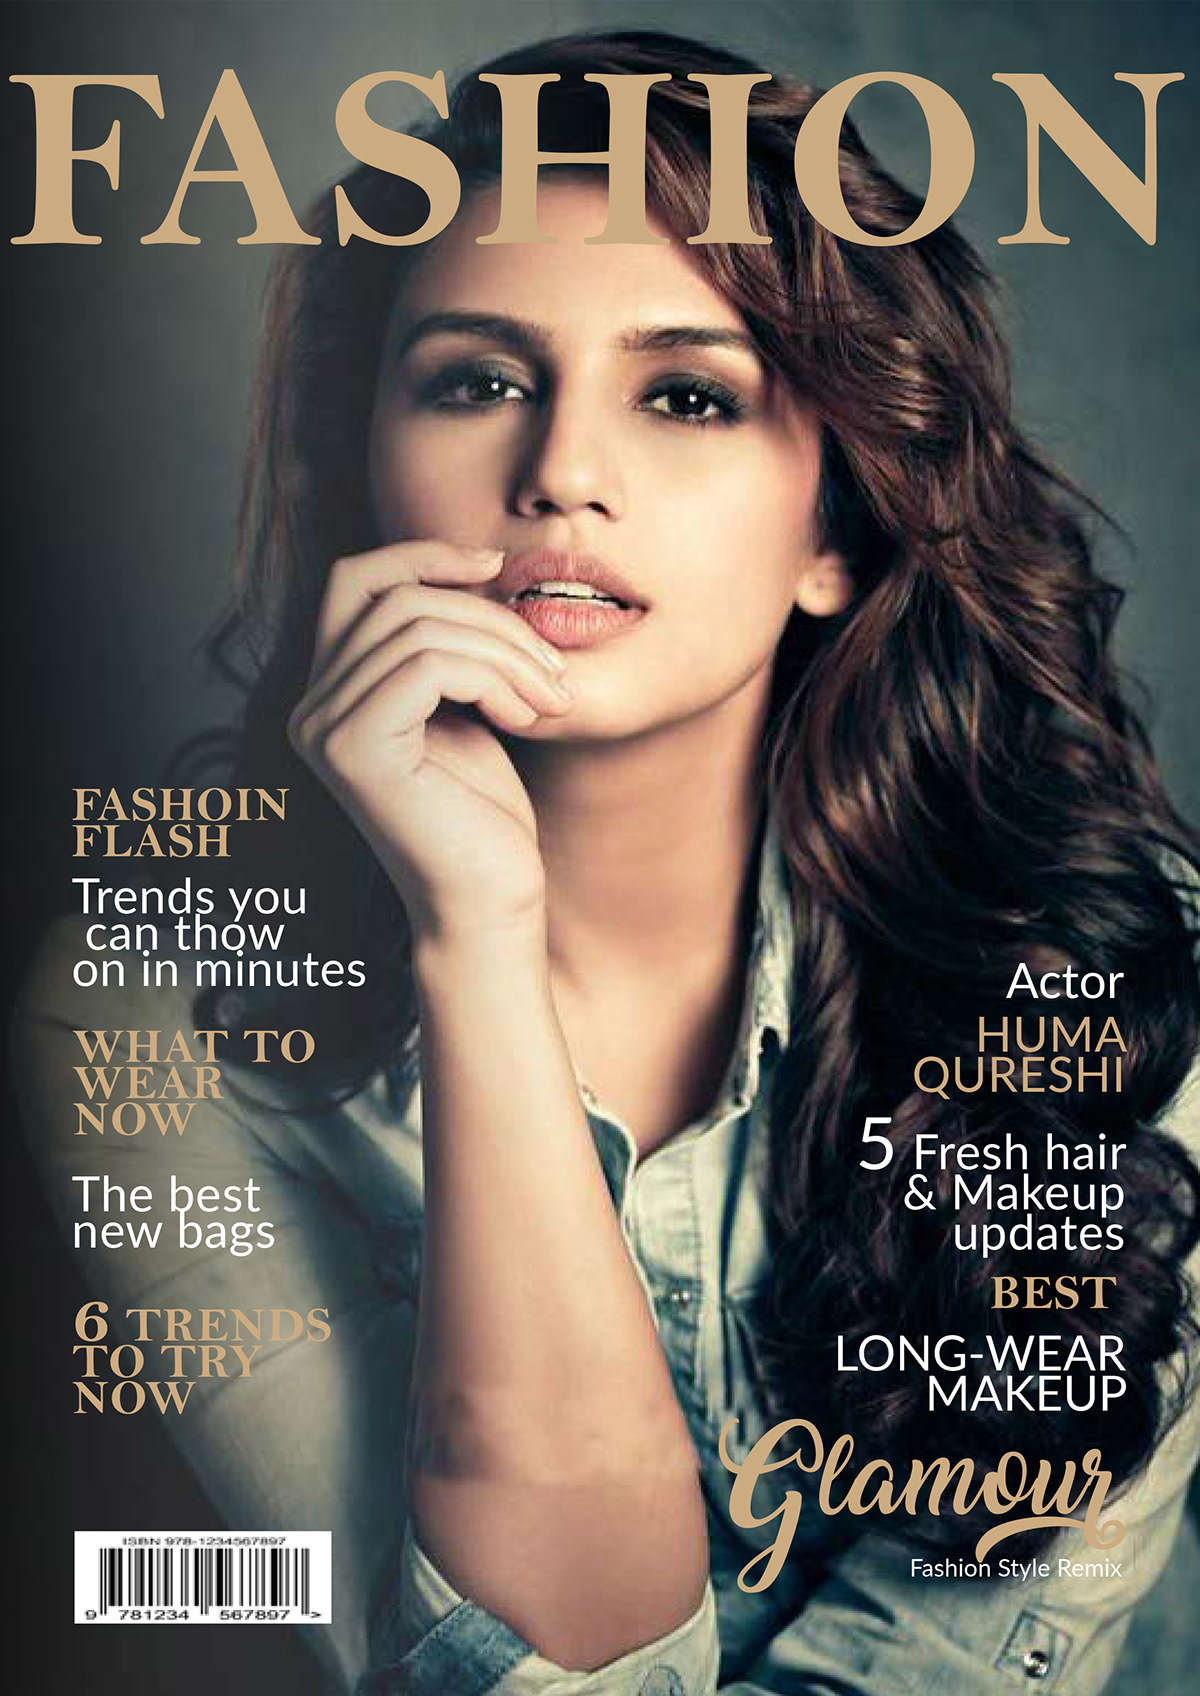 FASHION
FASHOIN
FLASH
Trends you
can thow
on in minutes
WHAT TO
WEAR
NOW
The best
new bags
6 TRENDS
TO TRY
NOW
ISBN 978-1234567897
9 781234 567897 >
Actor
HUMA
QURESHI
5 Fresh hair
& Makeup
updates
BEST
LONG-WEAR
MAKEUP
Glamour
Fashion Style Remix